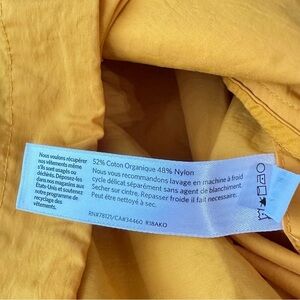 Nous voulons récupérer
vos vêtements même
s'ils sont usagés ou
déchirés. Déposez-les
dans nos magasins aux
États-Unis et soutenez
notre programme de
recyclage des
vêtements.
52% Coton Organique 48% Nylon
Nous vous recommandons lavage en machine à froid
cycle délicat séparément sans agent de blanchiment.
Sécher sur cintre. Repasser froide il fait necessaire.
Peut être nettoyé à sec.
RN#78121/CA#34460 R18AKO